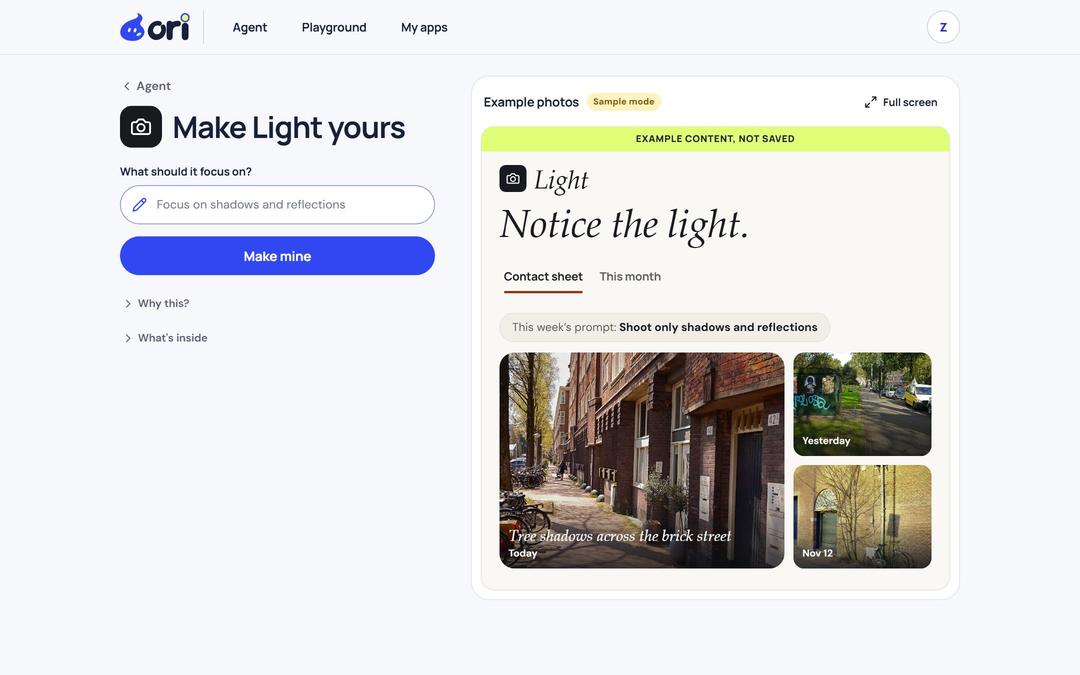 ori
Agent
Playground
My apps
Z
Agent
Make Light yours
What should it focus on?
Focus on shadows and reflections
Make mine
Why this?
What's inside
Example photos
Sample mode
Full screen
EXAMPLE CONTENT, NOT SAVED
Light
Notice the light.
Contact sheet
This month
This week's prompt: Shoot only shadows and reflections
Tree shadows across the brick street
Today
Yesterday
Nov 12